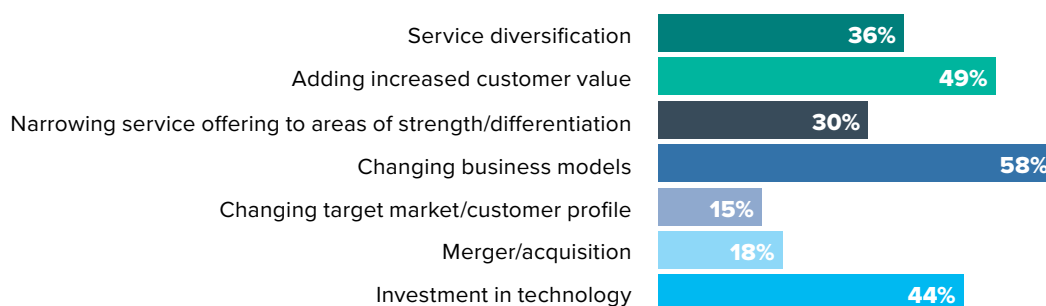 Service diversification 36%
Adding increased customer value 49%
Narrowing service offering to areas of strength/differentiation 30%
Changing business models 58%
Changing target market/customer profile 15%
Merger/acquisition 18%
Investment in technology 44%